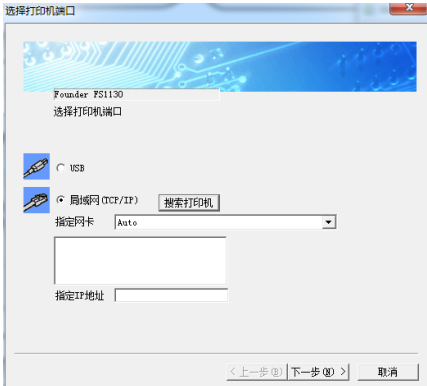 选择打印机端口
Founder FS1130
选择打印机端口
USB
局域网(TCP/IP) 搜索打印机
指定网卡 Auto
指定IP地址
< 上一步(B) 下一步(N) > 取消